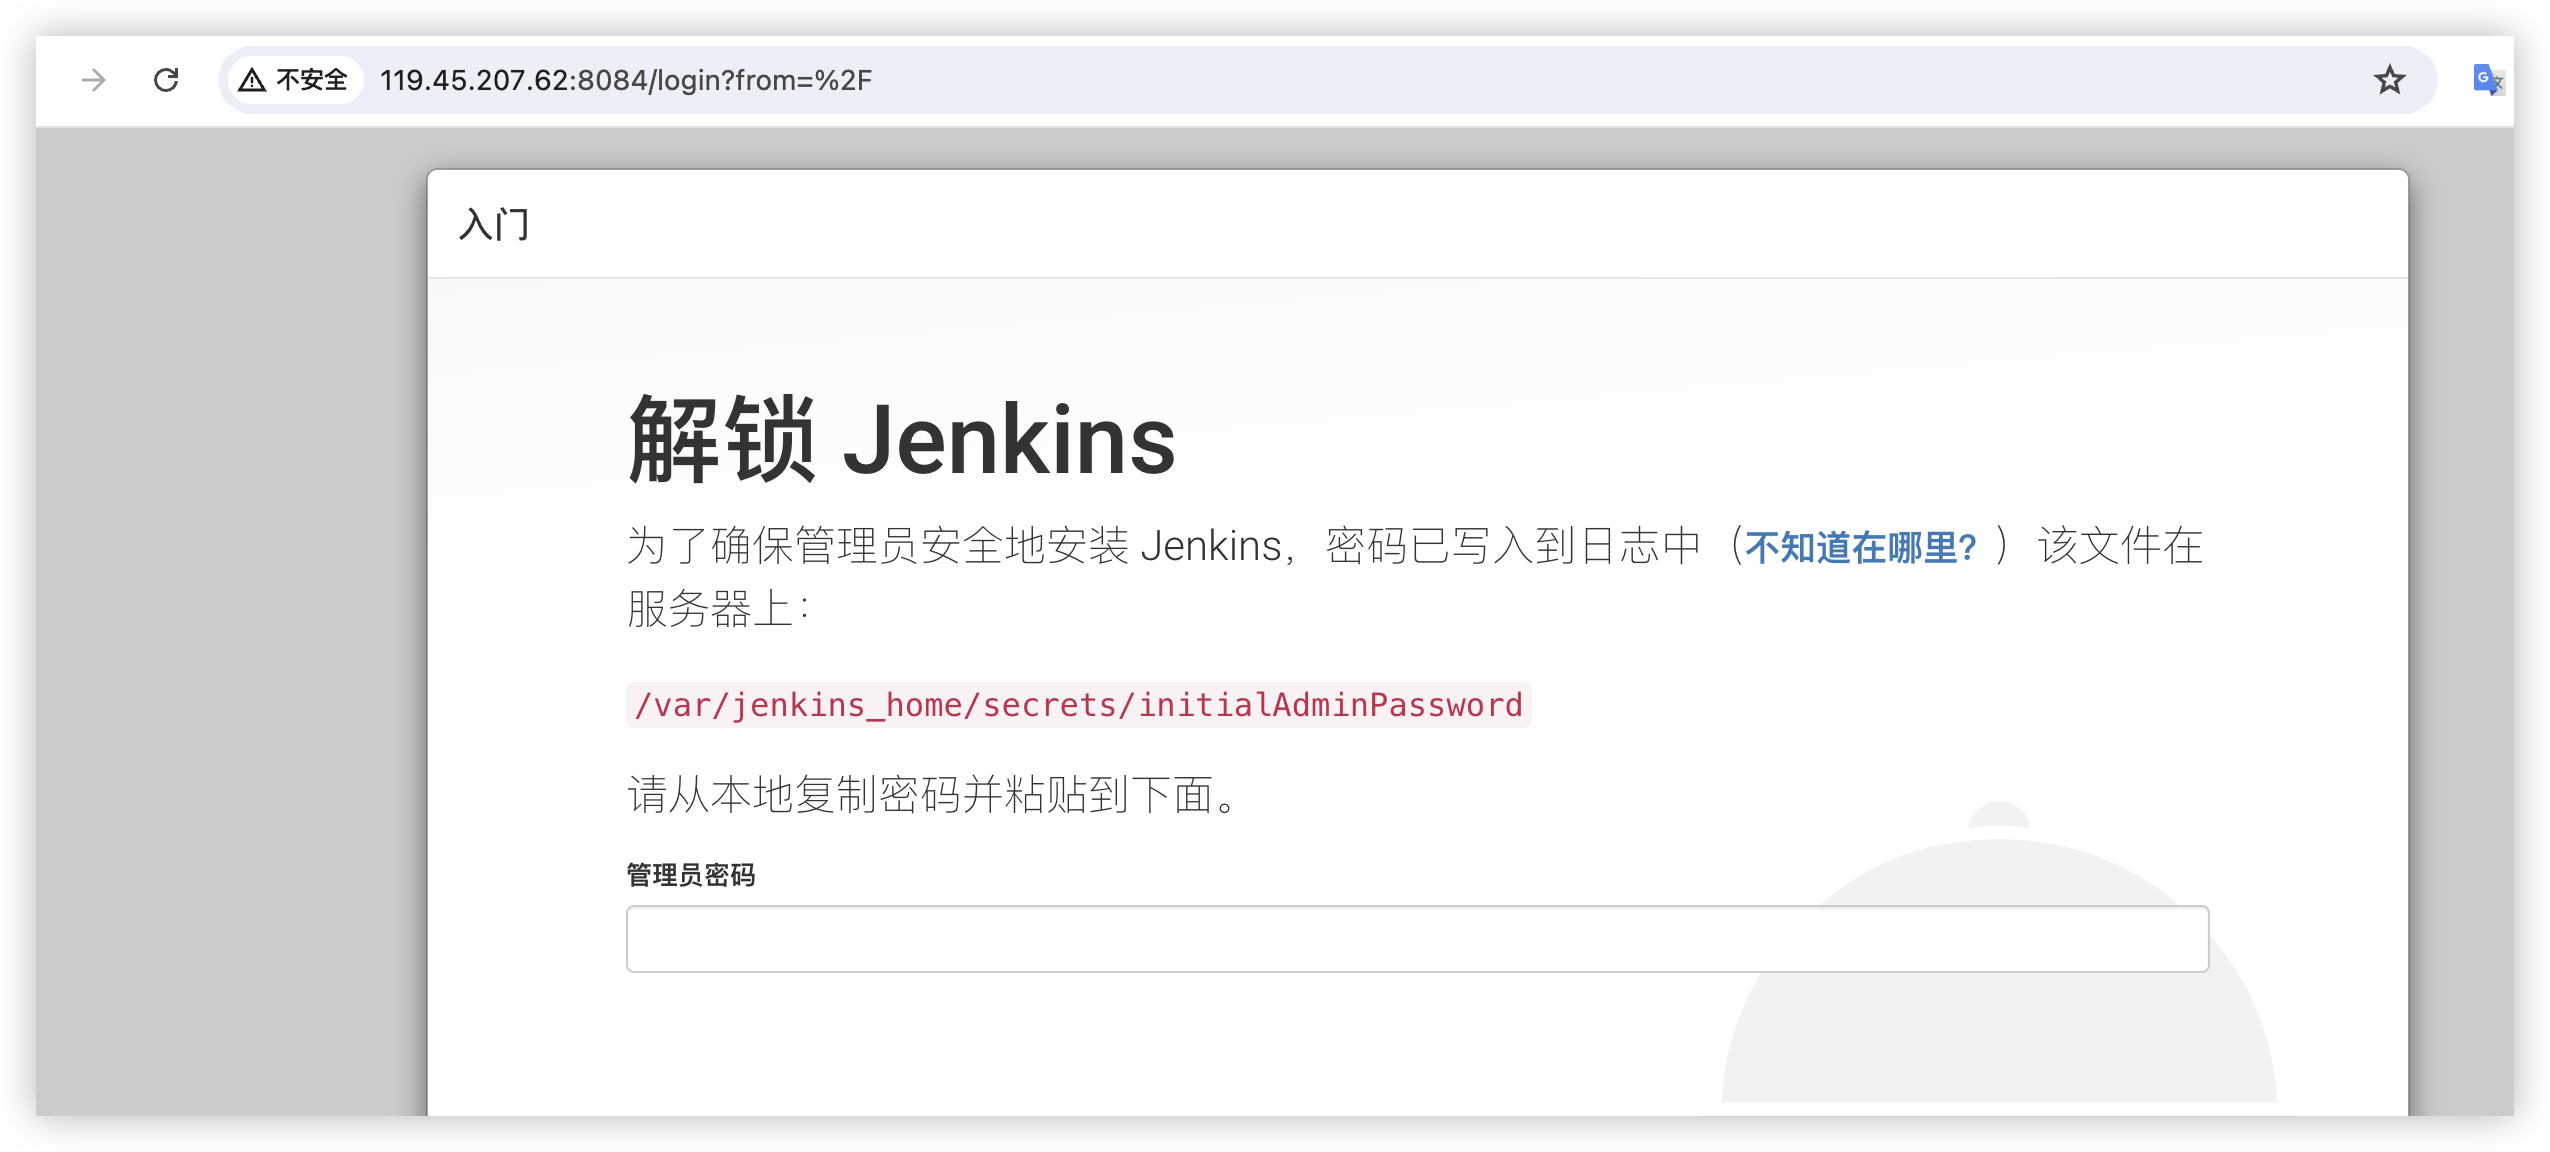 不安全 119.45.207.62:8084/login?from=%2F
入门
解锁 Jenkins
为了确保管理员安全地安装 Jenkins，密码已写入到日志中（不知道在哪里？）该文件在
服务器上：
/var/jenkins_home/secrets/initialAdminPassword
请从本地复制密码并粘贴到下面。
管理员密码